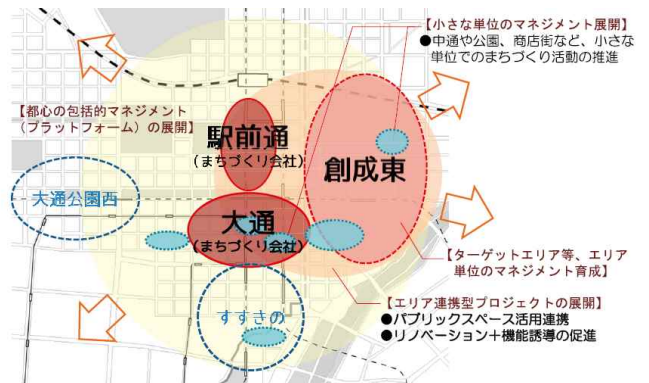 【小さな単位のマネジメント展開】
●中通や公園、商店街など、小さな
単位でのまちづくり活動の推進
【都心の包括的マネジメント
(プラットフォーム)の展開】
駅前通
(まちづくり会社)
創成東
大通公園西
大通
(まちづくり会社)
【ターゲットエリア等、エリア
単位のマネジメント育成】
すすきの
【エリア連携型プロジェクトの展開】
●パブリックスペース活用連携
●リノベーション+機能誘導の促進